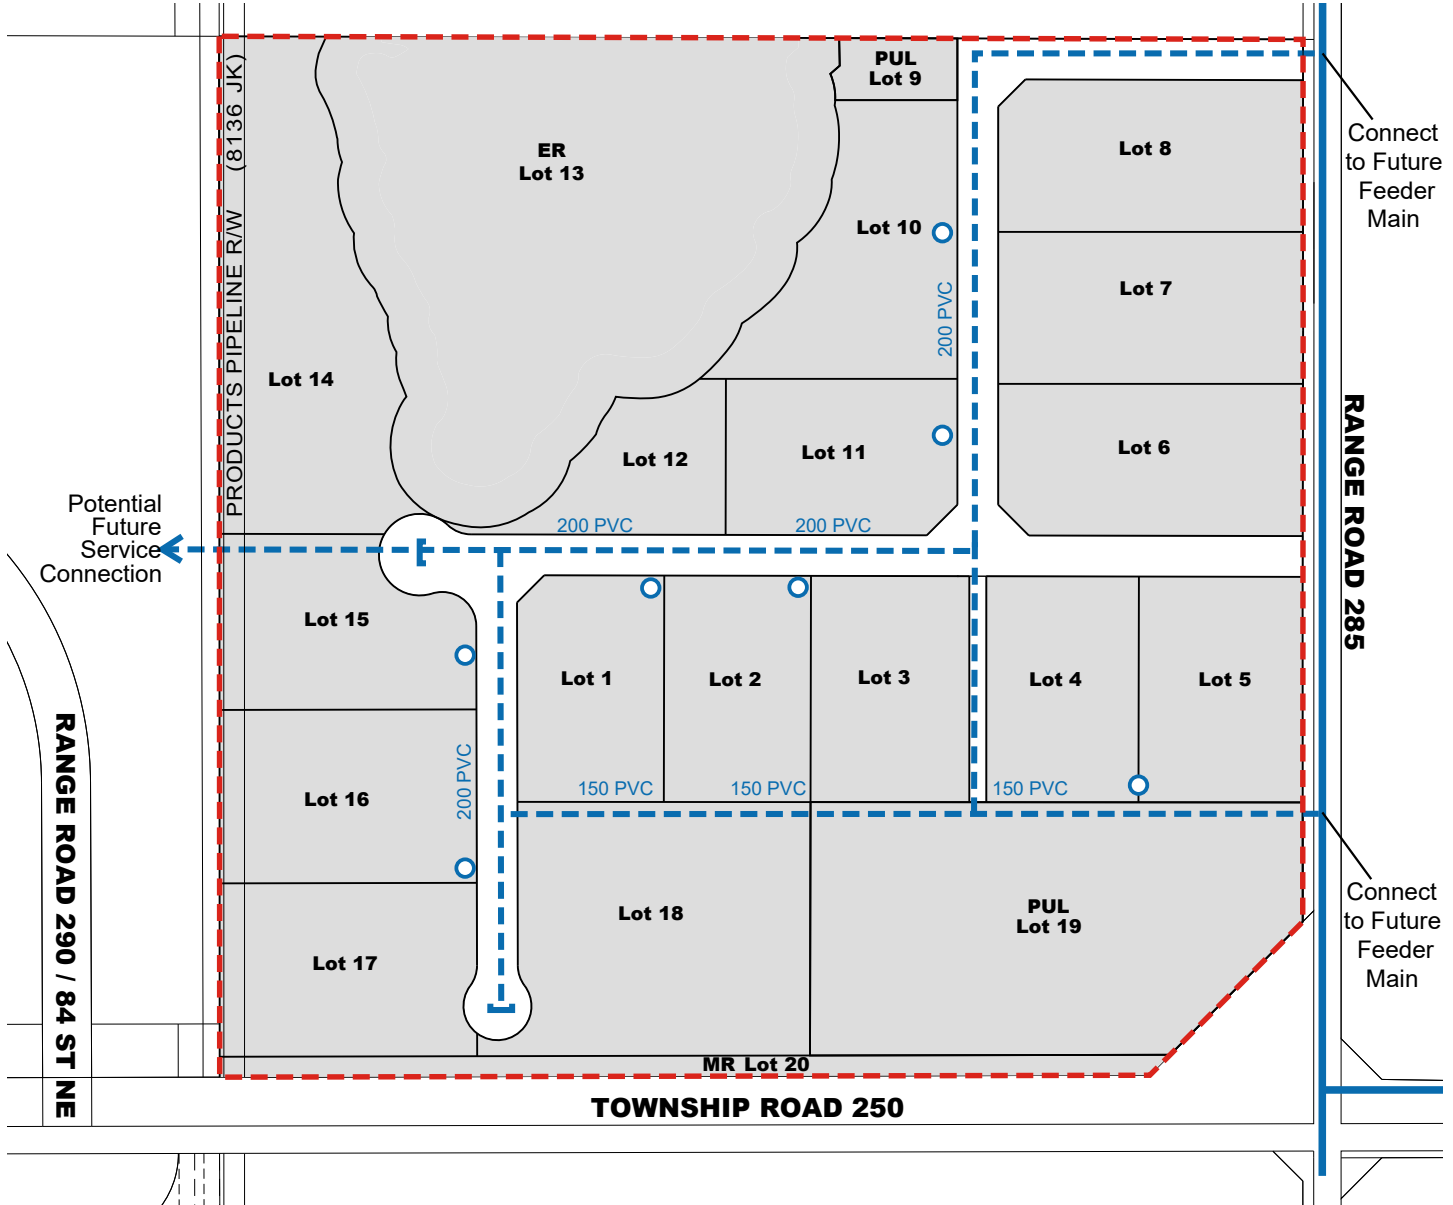 PUL
Lot 9
PRODUCTS PIPELINE R/W (8136 JK)
ER
Lot 13
Lot 8
Connect
to Future
Feeder
Main
Lot 10
Lot 7
200 PVC
Lot 14
Lot 12
Lot 11
Lot 6
RANGE ROAD 285
Potential
Future
Service
Connection
200 PVC
200 PVC
Lot 15
Lot 1
Lot 2
Lot 3
Lot 4
Lot 5
RANGE ROAD 290 / 84 ST NE
Lot 16
200 PVC
150 PVC
150 PVC
150 PVC
Connect
to Future
Feeder
Main
Lot 18
PUL
Lot 19
Lot 17
MR Lot 20
TOWNSHIP ROAD 250